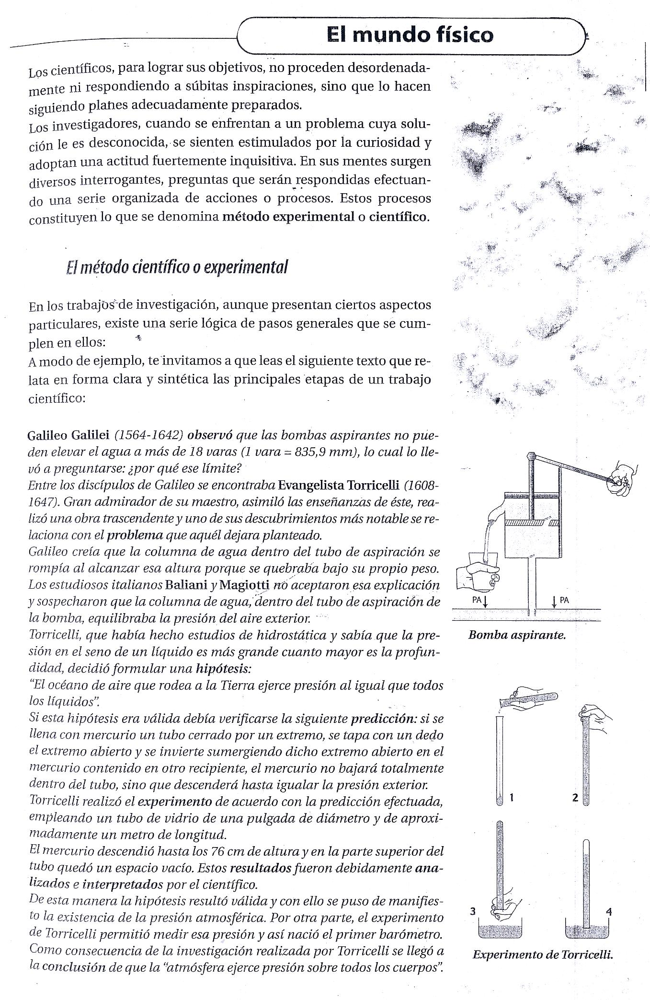 El mundo físico
Los científicos, para lograr sus objetivos, no proceden desordenada-
mente ni respondiendo a súbitas inspiraciones, sino que lo hacen
siguiendo planes adecuadamente preparados.
Los investigadores, cuando se enfrentan a un problema cuya solu-
ción le es desconocida, se sienten estimulados por la curiosidad y
adoptan una actitud fuertemente inquisitiva. En sus mentes surgen
diversos interrogantes, preguntas que serán respondidas efectuan-
do una serie organizada de acciones o procesos. Estos procesos
constituyen lo que se denomina método experimental o científico.
El método científico o experimental
En los trabajos de investigación, aunque presentan ciertos aspectos
particulares, existe una serie lógica de pasos generales que se cum-
plen en ellos:
A modo de ejemplo, te invitamos a que leas el siguiente texto que re-
lata en forma clara y sintética las principales etapas de un trabajo
científico:
Galileo Galilei (1564-1642) observó que las bombas aspirantes no pue-
den elevar el agua a más de 18 varas (1 vara = 835,9 mm), lo cual lo lle-
vó a preguntarse: ¿por qué ese límite?
Entre los discípulos de Galileo se encontraba Evangelista Torricelli (1608-
1647). Gran admirador de su maestro, asimiló las enseñanzas de éste, rea-
lizó una obra trascendente y uno de sus descubrimientos más notable se re-
laciona con el problema que aquél dejara planteado.
Galileo creía que la columna de agua dentro del tubo de aspiración se
rompía al alcanzar esa altura porque se quebraba bajo su propio peso.
Los estudiosos italianos Baliani y Magiotti no aceptaron esa explicación
y sospecharon que la columna de agua, dentro del tubo de aspiración de
la bomba, equilibraba la presión del aire exterior.
Torricelli, que había hecho estudios de hidrostática y sabía que la pre-
sión en el seno de un líquido es más grande cuanto mayor es la profun-
didad, decidió formular una hipótesis:
“El océano de aire que rodea a la Tierra ejerce presión al igual que todos
los líquidos”.
Si esta hipótesis era válida debía verificarse la siguiente predicción: si se
llena con mercurio un tubo cerrado por un extremo, se tapa con un dedo
el extremo abierto y se invierte sumergiendo dicho extremo abierto en el
mercurio contenido en otro recipiente, el mercurio no bajará totalmente
dentro del tubo, sino que descenderá hasta igualar la presión exterior.
Torricelli realizó el experimento de acuerdo con la predicción efectuada,
empleando un tubo de vidrio de una pulgada de diámetro y de aproxi-
madamente un metro de longitud.
El mercurio descendió hasta los 76 cm de altura y en la parte superior del
tubo quedó un espacio vacío. Estos resultados fueron debidamente ana-
lizados e interpretados por el científico.
De esta manera la hipótesis resultó válida y con ello se puso de manifies-
to la existencia de la presión atmosférica. Por otra parte, el experimento
de Torricelli permitió medir esa presión y así nació el primer barómetro.
Como consecuencia de la investigación realizada por Torricelli se llegó a
la conclusión de que la “atmósfera ejerce presión sobre todos los cuerpos”.
PA
PA
Bomba aspirante.
1
2
3
4
Experimento de Torricelli.